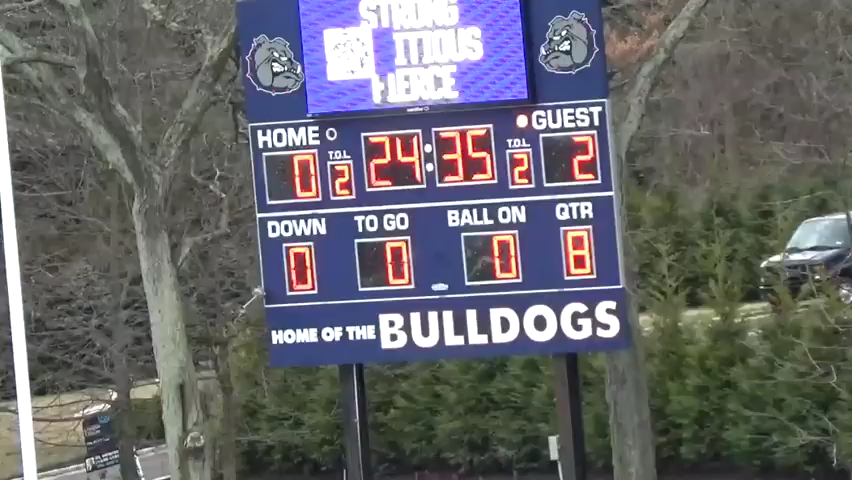 STRONG
FIERCE
HOME GUEST
T.O.L T.O.L
0 2 24:35 2 2
DOWN TO GO BALL ON QTR
0 0 0 8
HOME OF THE BULLDOGS